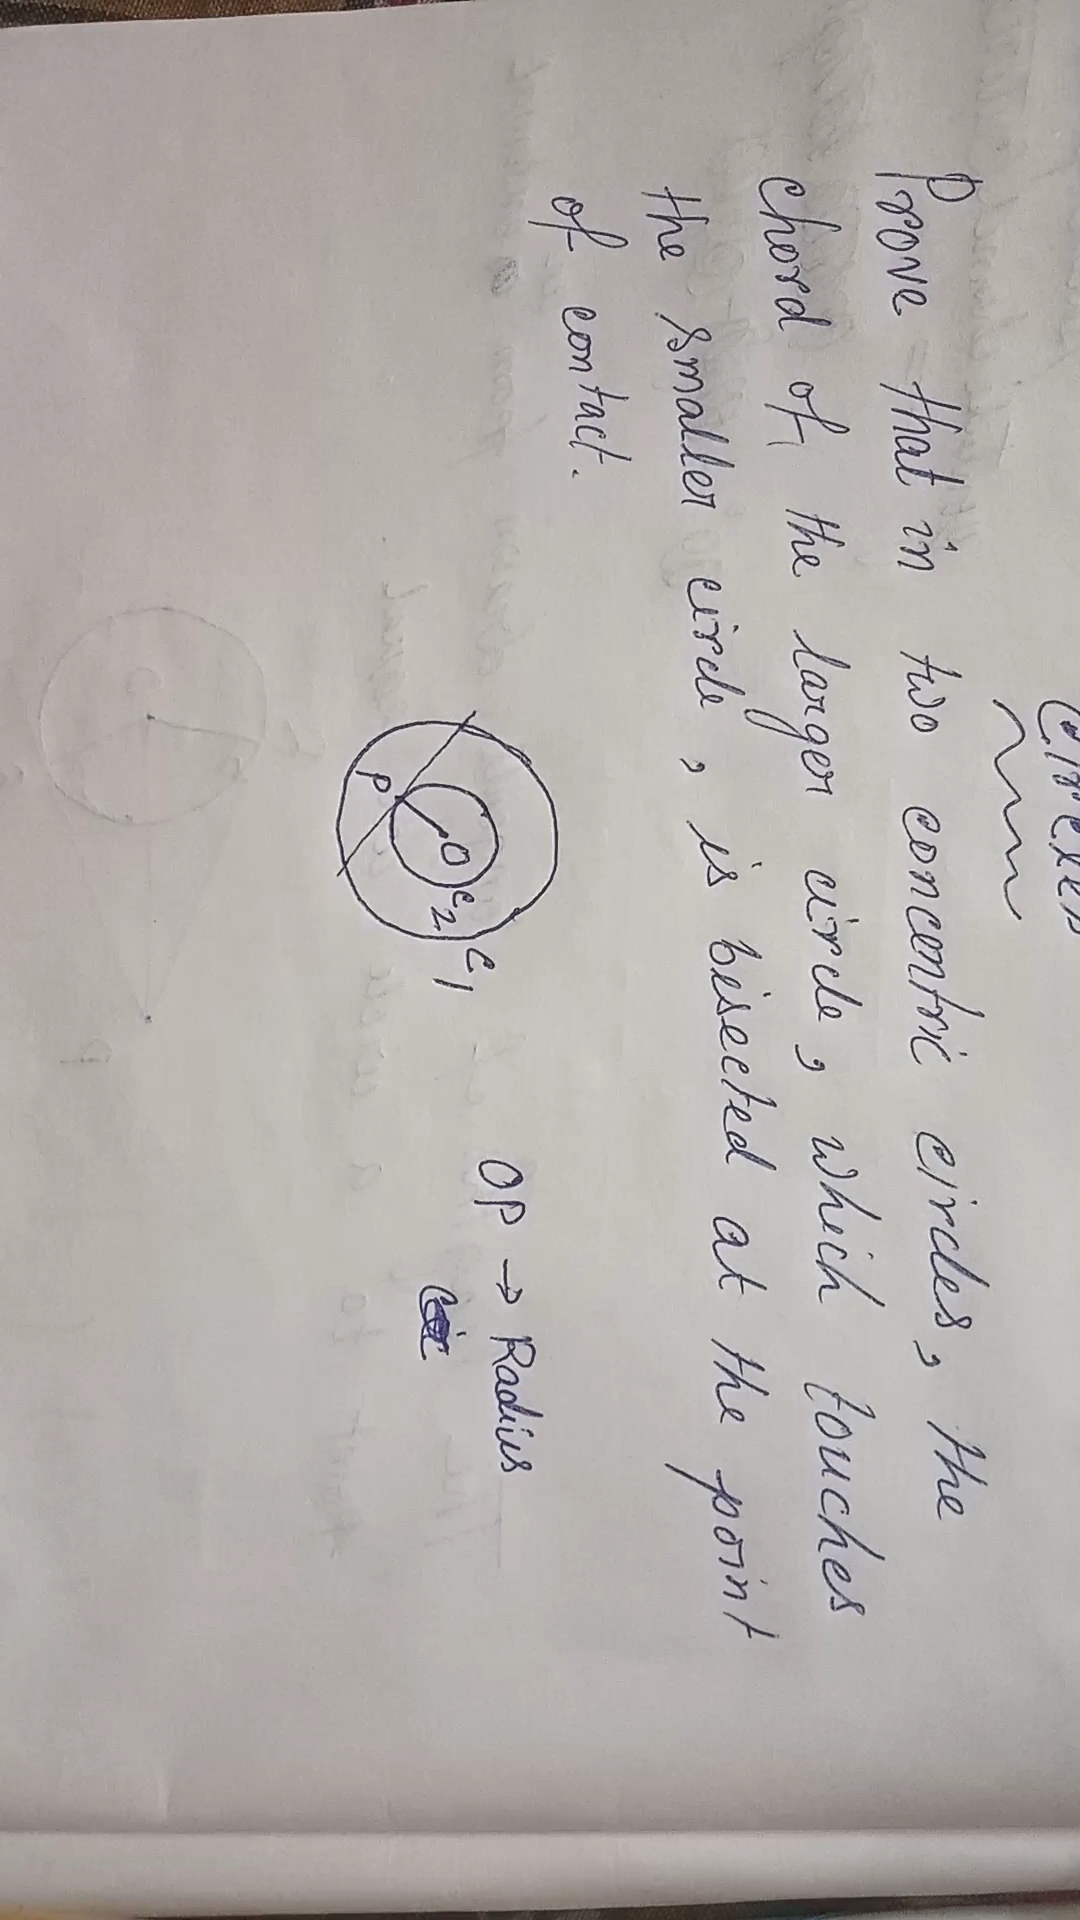 Circles
Prove that in two concentric circles, the
chord of the larger circle, which touches
the smaller circle, is bisected at the point
of contact.
P
O
C2
C1
OP → Radius